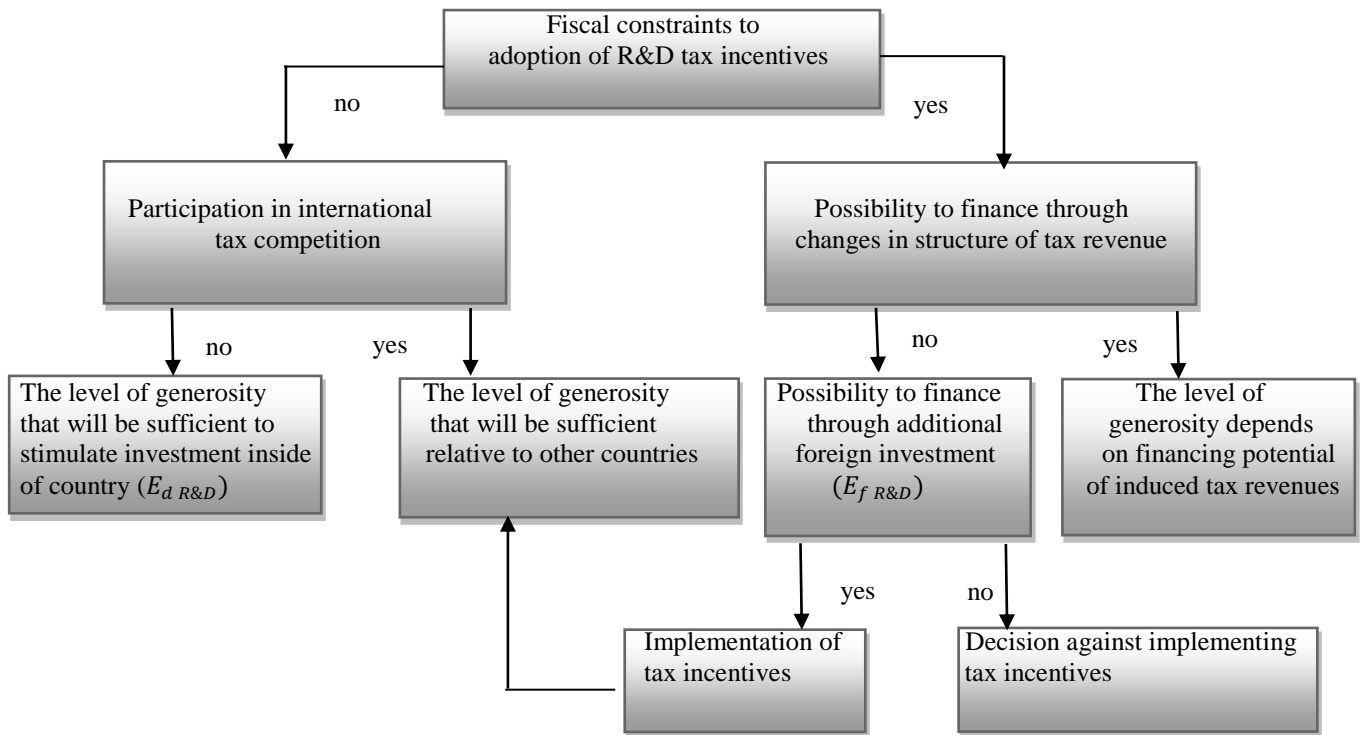 Fiscal constraints to
adoption of R&D tax incentives
no
yes
Participation in international
tax competition
Possibility to finance through
changes in structure of tax revenue
no
yes
no
yes
The level of generosity
that will be sufficient to
stimulate investment inside
of country (E_d R&D)
The level of generosity
that will be sufficient
relative to other countries
Possibility to finance
through additional
foreign investment
(E_f R&D)
The level of
generosity depends
on financing potential
of induced tax revenues
yes
no
Implementation of
tax incentives
Decision against implementing
tax incentives